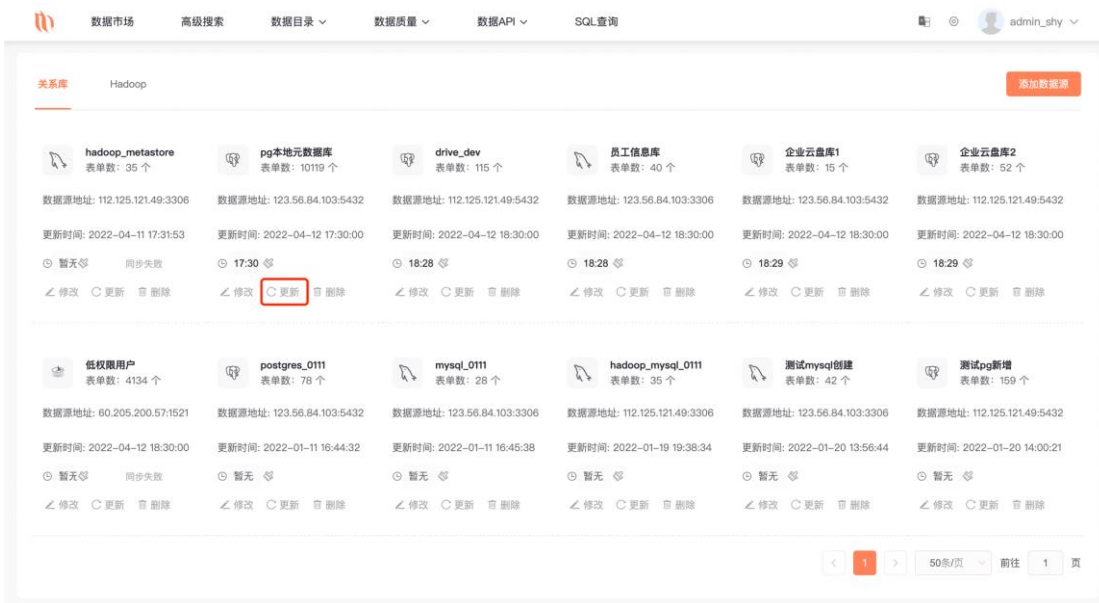 数据市场 高级搜索 数据目录 数据质量 数据API SQL查询 admin_shy
关系库 Hadoop 添加数据源
hadoop_metastore pg本地元数据库 drive_dev 员工信息库 企业云盘库1 企业云盘库2
表单数：35 个 表单数：10119 个 表单数：115 个 表单数：40 个 表单数：15 个 表单数：52 个
数据源地址: 112.125.121.49:3306 数据源地址: 123.56.84.103:5432 数据源地址: 112.125.121.49:5432 数据源地址: 123.56.84.103:3306 数据源地址: 123.56.84.103:5432 数据源地址: 112.125.121.49:5432
更新时间: 2022-04-11 17:31:53 更新时间: 2022-04-12 17:30:00 更新时间: 2022-04-12 18:30:00 更新时间: 2022-04-12 18:30:00 更新时间: 2022-04-12 18:30:00 更新时间: 2022-04-12 18:30:00
暂无 同步失败 17:30 18:28 18:28 18:29 18:29
修改 更新 删除 修改 更新 删除 修改 更新 删除 修改 更新 删除 修改 更新 删除 修改 更新 删除
低权限用户 postgres_0111 mysql_0111 hadoop_mysql_0111 测试mysql创建 测试pg新增
表单数：4134 个 表单数：78 个 表单数：28 个 表单数：35 个 表单数：42 个 表单数：159 个
数据源地址: 60.205.200.57:1521 数据源地址: 123.56.84.103:5432 数据源地址: 123.56.84.103:3306 数据源地址: 112.125.121.49:3306 数据源地址: 123.56.84.103:3306 数据源地址: 112.125.121.49:5432
更新时间: 2022-04-12 18:30:00 更新时间: 2022-01-11 16:44:32 更新时间: 2022-01-11 16:45:38 更新时间: 2022-01-19 19:38:34 更新时间: 2022-01-20 13:56:44 更新时间: 2022-01-20 14:00:21
暂无 同步失败 暂无 暂无 暂无 暂无 暂无
修改 更新 删除 修改 更新 删除 修改 更新 删除 修改 更新 删除 修改 更新 删除 修改 更新 删除
1 50条/页 前往 1 页